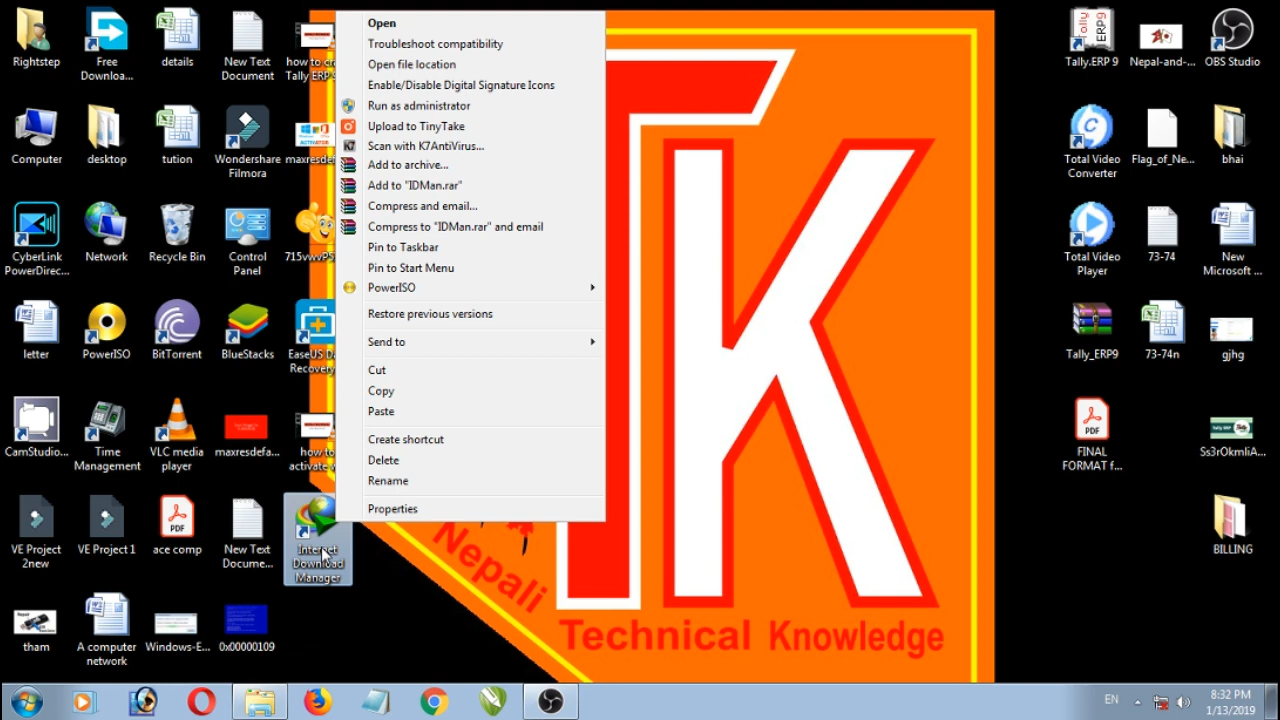 Rightstep
Free
Downloa...
details
New Text
Document
how to cr
Tally ERP 9
Computer
desktop
tution
Wondershare
Filmora
maxresdef
CyberLink
PowerDirec...
Network
Recycle Bin
Control
Panel
letter
PowerISO
BitTorrent
BlueStacks
EaseUS Da
Recovery
CamStudio...
Time
Management
VLC media
player
maxresdefa...
how to
activate w
VE Project
2new
VE Project 1
ace comp
New Text
Docume...
Internet
Download
Manager
tham
A computer
network
Windows-E...
0x00000109
Open
Troubleshoot compatibility
Open file location
Enable/Disable Digital Signature Icons
Run as administrator
Upload to TinyTake
Scan with K7AntiVirus...
Add to archive...
Add to "IDMan.rar"
Compress and email...
Compress to "IDMan.rar" and email
Pin to Taskbar
Pin to Start Menu
PowerISO
Restore previous versions
Send to
Cut
Copy
Paste
Create shortcut
Delete
Rename
Properties
K
Nepali
Technical Knowledge
Tally.ERP 9
Nepal-and-...
OBS Studio
Total Video
Converter
Flag_of_Ne...
bhai
Total Video
Player
73-74
New
Microsoft ...
Tally_ERP9
73-74n
gjhg
PDF
FINAL
FORMAT f...
Ss3rOkmliA...
BILLING
EN
8:32 PM
1/13/2019